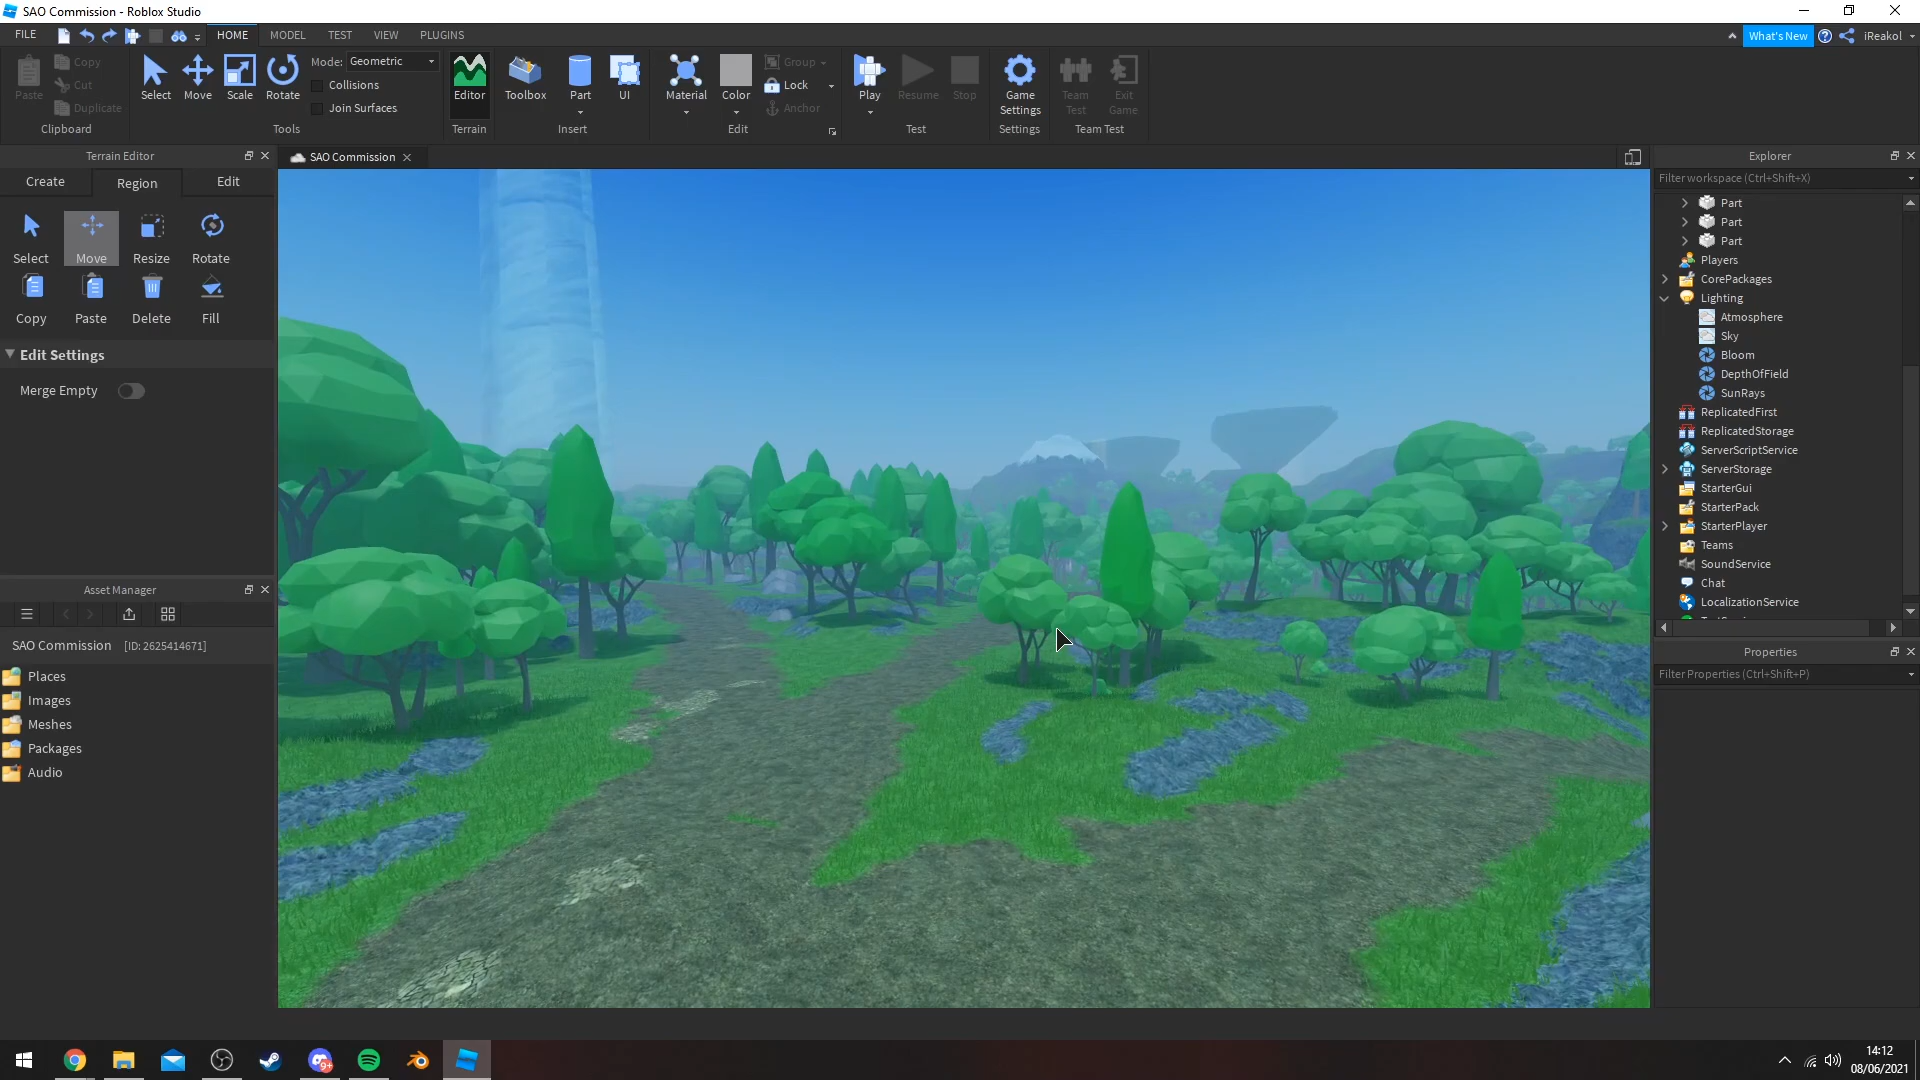 SAO Commission - Roblox Studio
FILE
HOME
MODEL
TEST
VIEW
PLUGINS
What's New
iReakol
Paste
Copy
Cut
Duplicate
Clipboard
Select
Move
Scale
Rotate
Mode:
Geometric
Collisions
Join Surfaces
Tools
Editor
Terrain
Toolbox
Part
UI
Insert
Material
Color
Group
Lock
Anchor
Edit
Play
Resume
Stop
Test
Game
Settings
Settings
Team
Test
Exit
Game
Team Test
Terrain Editor
SAO Commission
Explorer
Create
Region
Edit
Filter workspace (Ctrl+Shift+X)
Select
Move
Resize
Rotate
Copy
Paste
Delete
Fill
Edit Settings
Merge Empty
Part
Part
Part
Players
CorePackages
Lighting
Atmosphere
Sky
Bloom
DepthOfField
SunRays
ReplicatedFirst
ReplicatedStorage
ServerScriptService
ServerStorage
StarterGui
StarterPack
StarterPlayer
Teams
SoundService
Chat
LocalizationService
Asset Manager
SAO Commission [ID: 2625414671]
Places
Images
Meshes
Packages
Audio
Properties
Filter Properties (Ctrl+Shift+P)
9+
14:12
08/06/2021